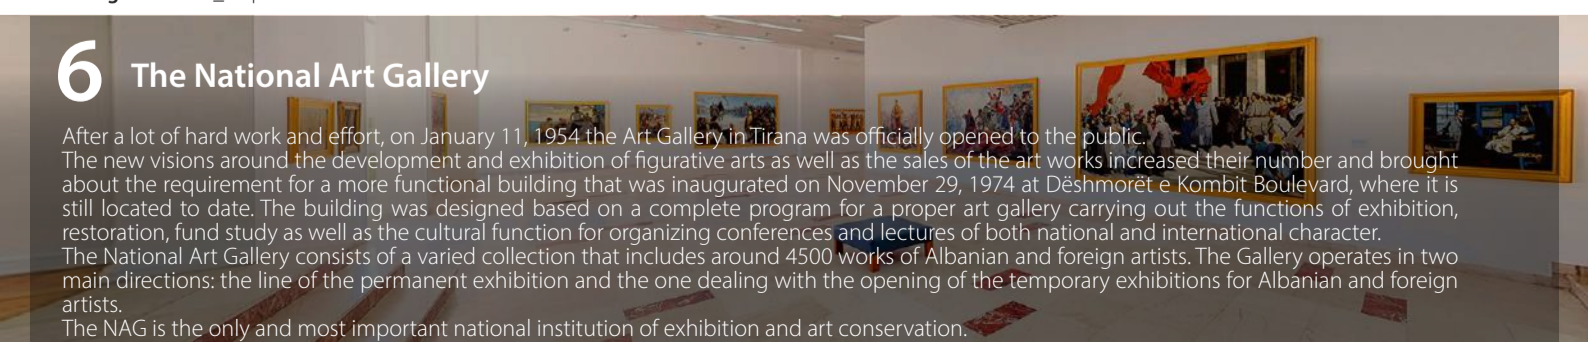 6 The National Art Gallery
After a lot of hard work and effort, on January 11, 1954 the Art Gallery in Tirana was officially opened to the public.
The new visions around the development and exhibition of figurative arts as well as the sales of the art works increased their number and brought
about the requirement for a more functional building that was inaugurated on November 29, 1974 at Dëshmorët e Kombit Boulevard, where it is
still located to date. The building was designed based on a complete program for a proper art gallery carrying out the functions of exhibition,
restoration, fund study as well as the cultural function for organizing conferences and lectures of both national and international character.
The National Art Gallery consists of a varied collection that includes around 4500 works of Albanian and foreign artists. The Gallery operates in two
main directions: the line of the permanent exhibition and the one dealing with the opening of the temporary exhibitions for Albanian and foreign
artists.
The NAG is the only and most important national institution of exhibition and art conservation.